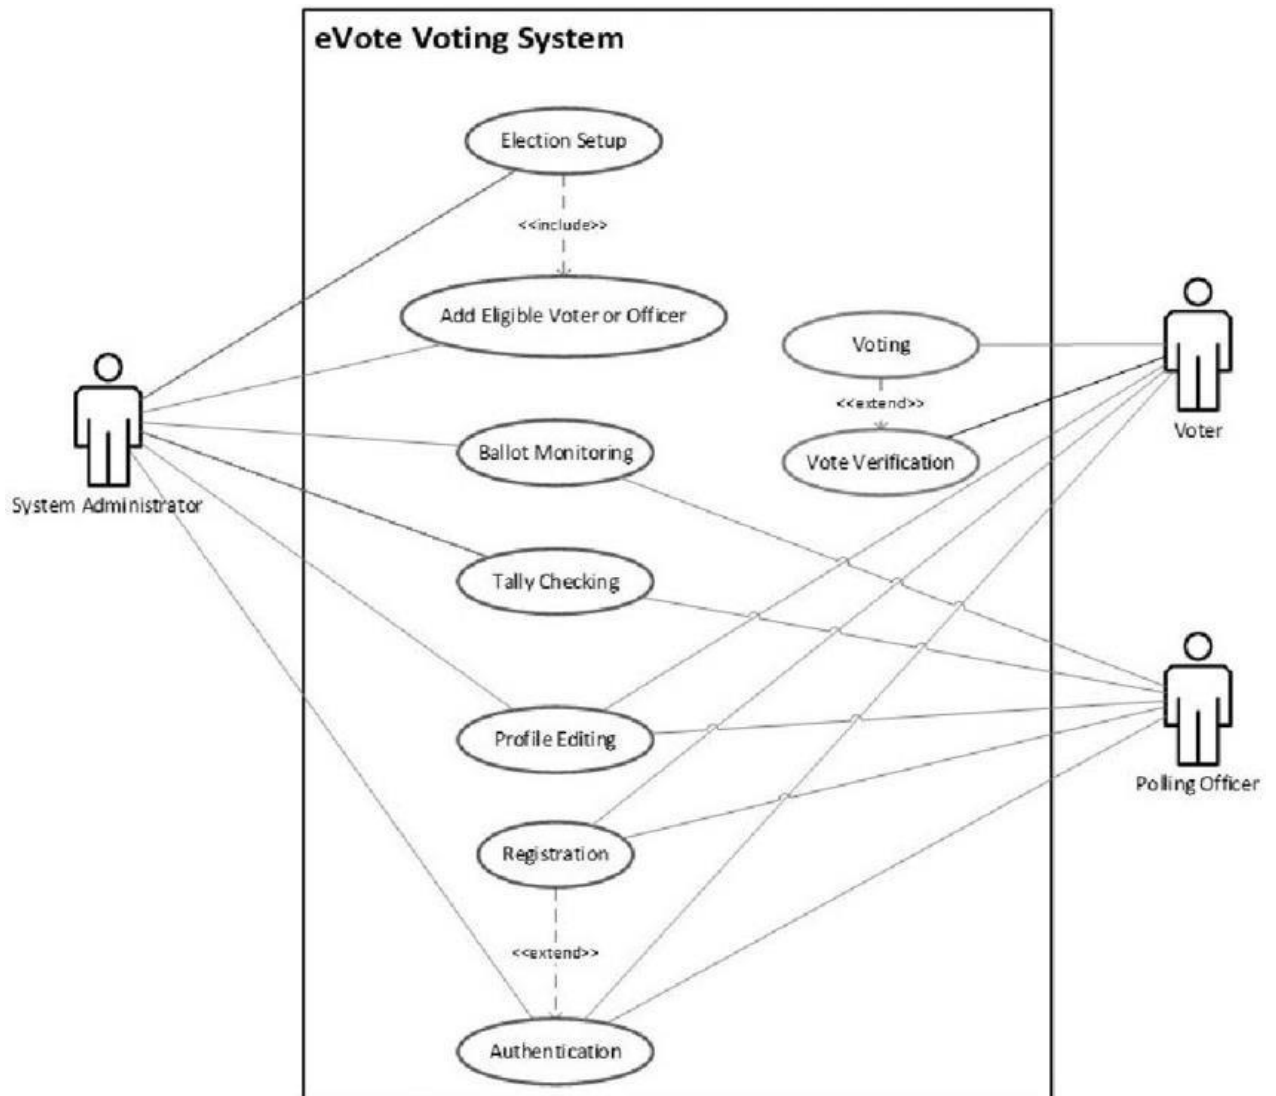 eVote Voting System
Election Setup
<<include>>
Add Eligible Voter or Officer
Voting
<<extend>>
Voter
Ballot Monitoring
Vote Verification
System Administrator
Tally Checking
Profile Editing
Polling Officer
Registration
<<extend>>
Authentication